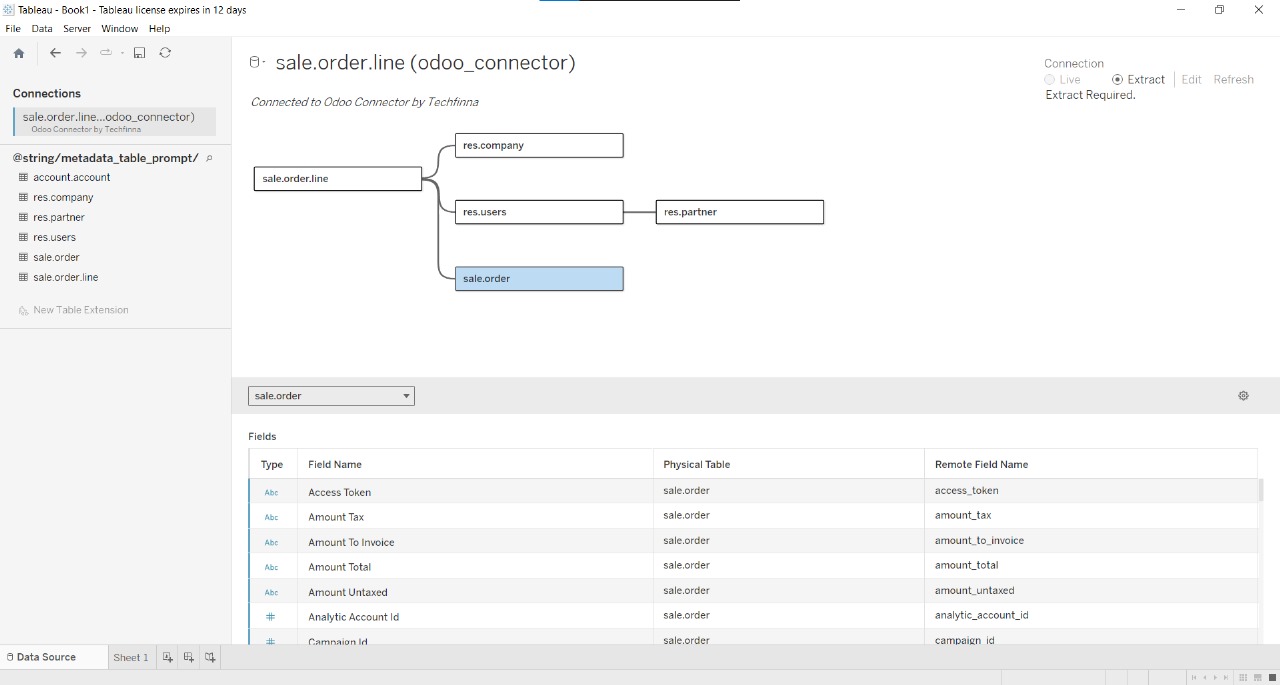 Tableau - Book1 - Tableau license expires in 12 days
File Data Server Window Help
Connections
sale.order.line...odoo_connector)
Odoo Connector by Techfinna
@string/metadata_table_prompt/
account.account
res.company
res.partner
res.users
sale.order
sale.order.line
New Table Extension
sale.order.line (odoo_connector)
Connected to Odoo Connector by Techfinna
Connection
Live Extract Edit Refresh
Extract Required.
res.company
sale.order.line
res.users res.partner
sale.order
sale.order
Fields
Type Field Name Physical Table Remote Field Name
Abc Access Token sale.order access_token
Abc Amount Tax sale.order amount_tax
Abc Amount To Invoice sale.order amount_to_invoice
Abc Amount Total sale.order amount_total
Abc Amount Untaxed sale.order amount_untaxed
# Analytic Account Id sale.order analytic_account_id
# Campaign Id sale.order campaign_id
Data Source Sheet 1